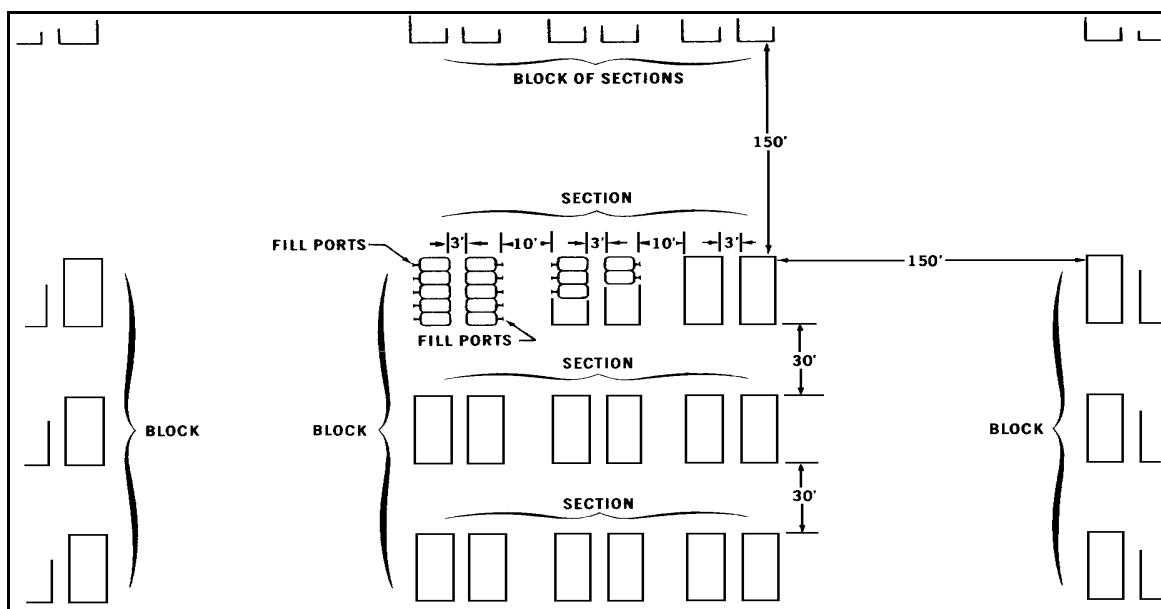 BLOCK OF SECTIONS
150'
SECTION
FILL PORTS
3' 10' 3' 10' 3'
150'
FILL PORTS
30'
SECTION
BLOCK BLOCK BLOCK
30'
SECTION